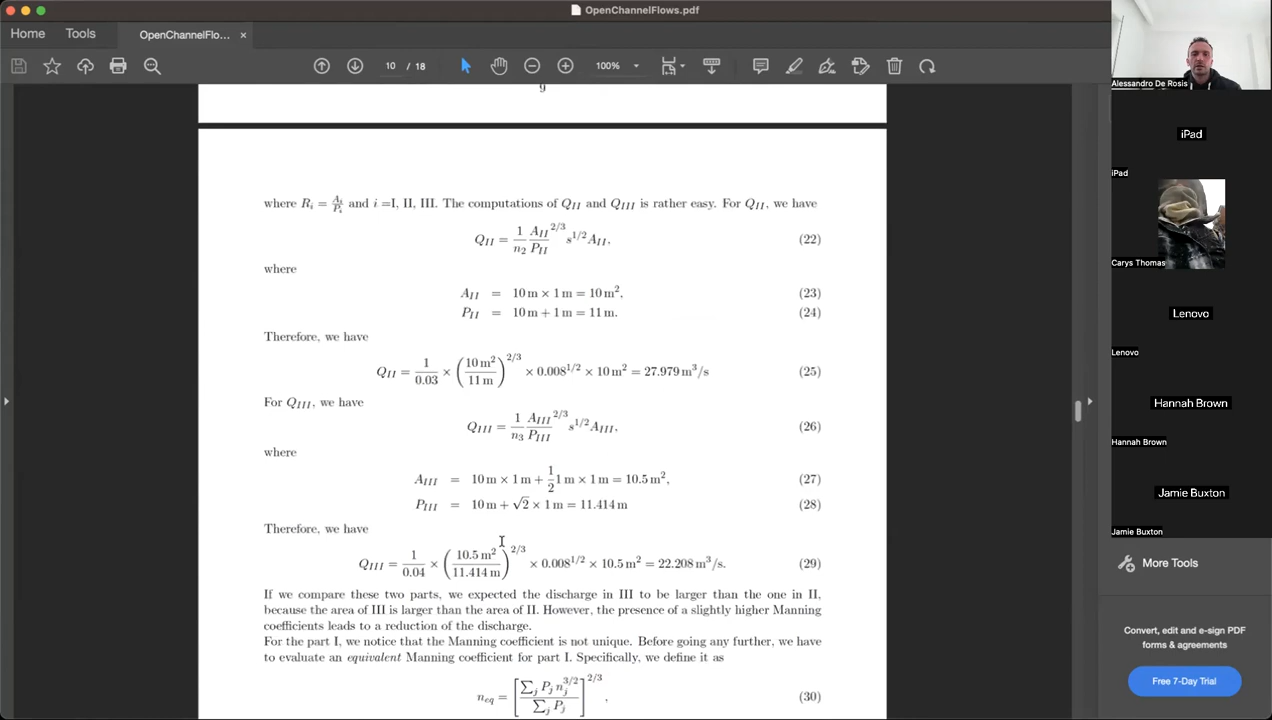 OpenChannelFlows.pdf
Home Tools OpenChannelFlo... ×
10 / 18 100%
Alessandro De Rosis
iPad
iPad
Carys Thomas
Lenovo
Lenovo
Hannah Brown
Hannah Brown
Jamie Buxton
Jamie Buxton
More Tools
Convert, edit and e-sign PDF
forms & agreements
Free 7-Day Trial
9
where R_i = A_i/P_i and i =I, II, III. The computations of Q_II and Q_III is rather easy. For Q_II, we have
Q_II = 1/n_2 A_II/P_II^2/3 s^1/2 A_II, (22)
where
A_II = 10 m × 1 m = 10 m², (23)
P_II = 10 m + 1 m = 11 m. (24)
Therefore, we have
Q_II = 1/0.03 × (10 m²/11 m)^2/3 × 0.008^1/2 × 10 m² = 27.979 m³/s (25)
For Q_III, we have
Q_III = 1/n_3 A_III/P_III^2/3 s^1/2 A_III, (26)
where
A_III = 10 m × 1 m + 1/2 1 m × 1 m = 10.5 m², (27)
P_III = 10 m + √2 × 1 m = 11.414 m (28)
Therefore, we have
Q_III = 1/0.04 × (10.5 m²/11.414 m)^2/3 × 0.008^1/2 × 10.5 m² = 22.208 m³/s. (29)
If we compare these two parts, we expected the discharge in III to be larger than the one in II,
because the area of III is larger than the area of II. However, the presence of a slightly higher Manning
coefficients leads to a reduction of the discharge.
For the part I, we notice that the Manning coefficient is not unique. Before going any further, we have
to evaluate an equivalent Manning coefficient for part I. Specifically, we define it as
n_eq = [∑_j P_j n_j^3/2 / ∑_j P_j]^2/3, (30)